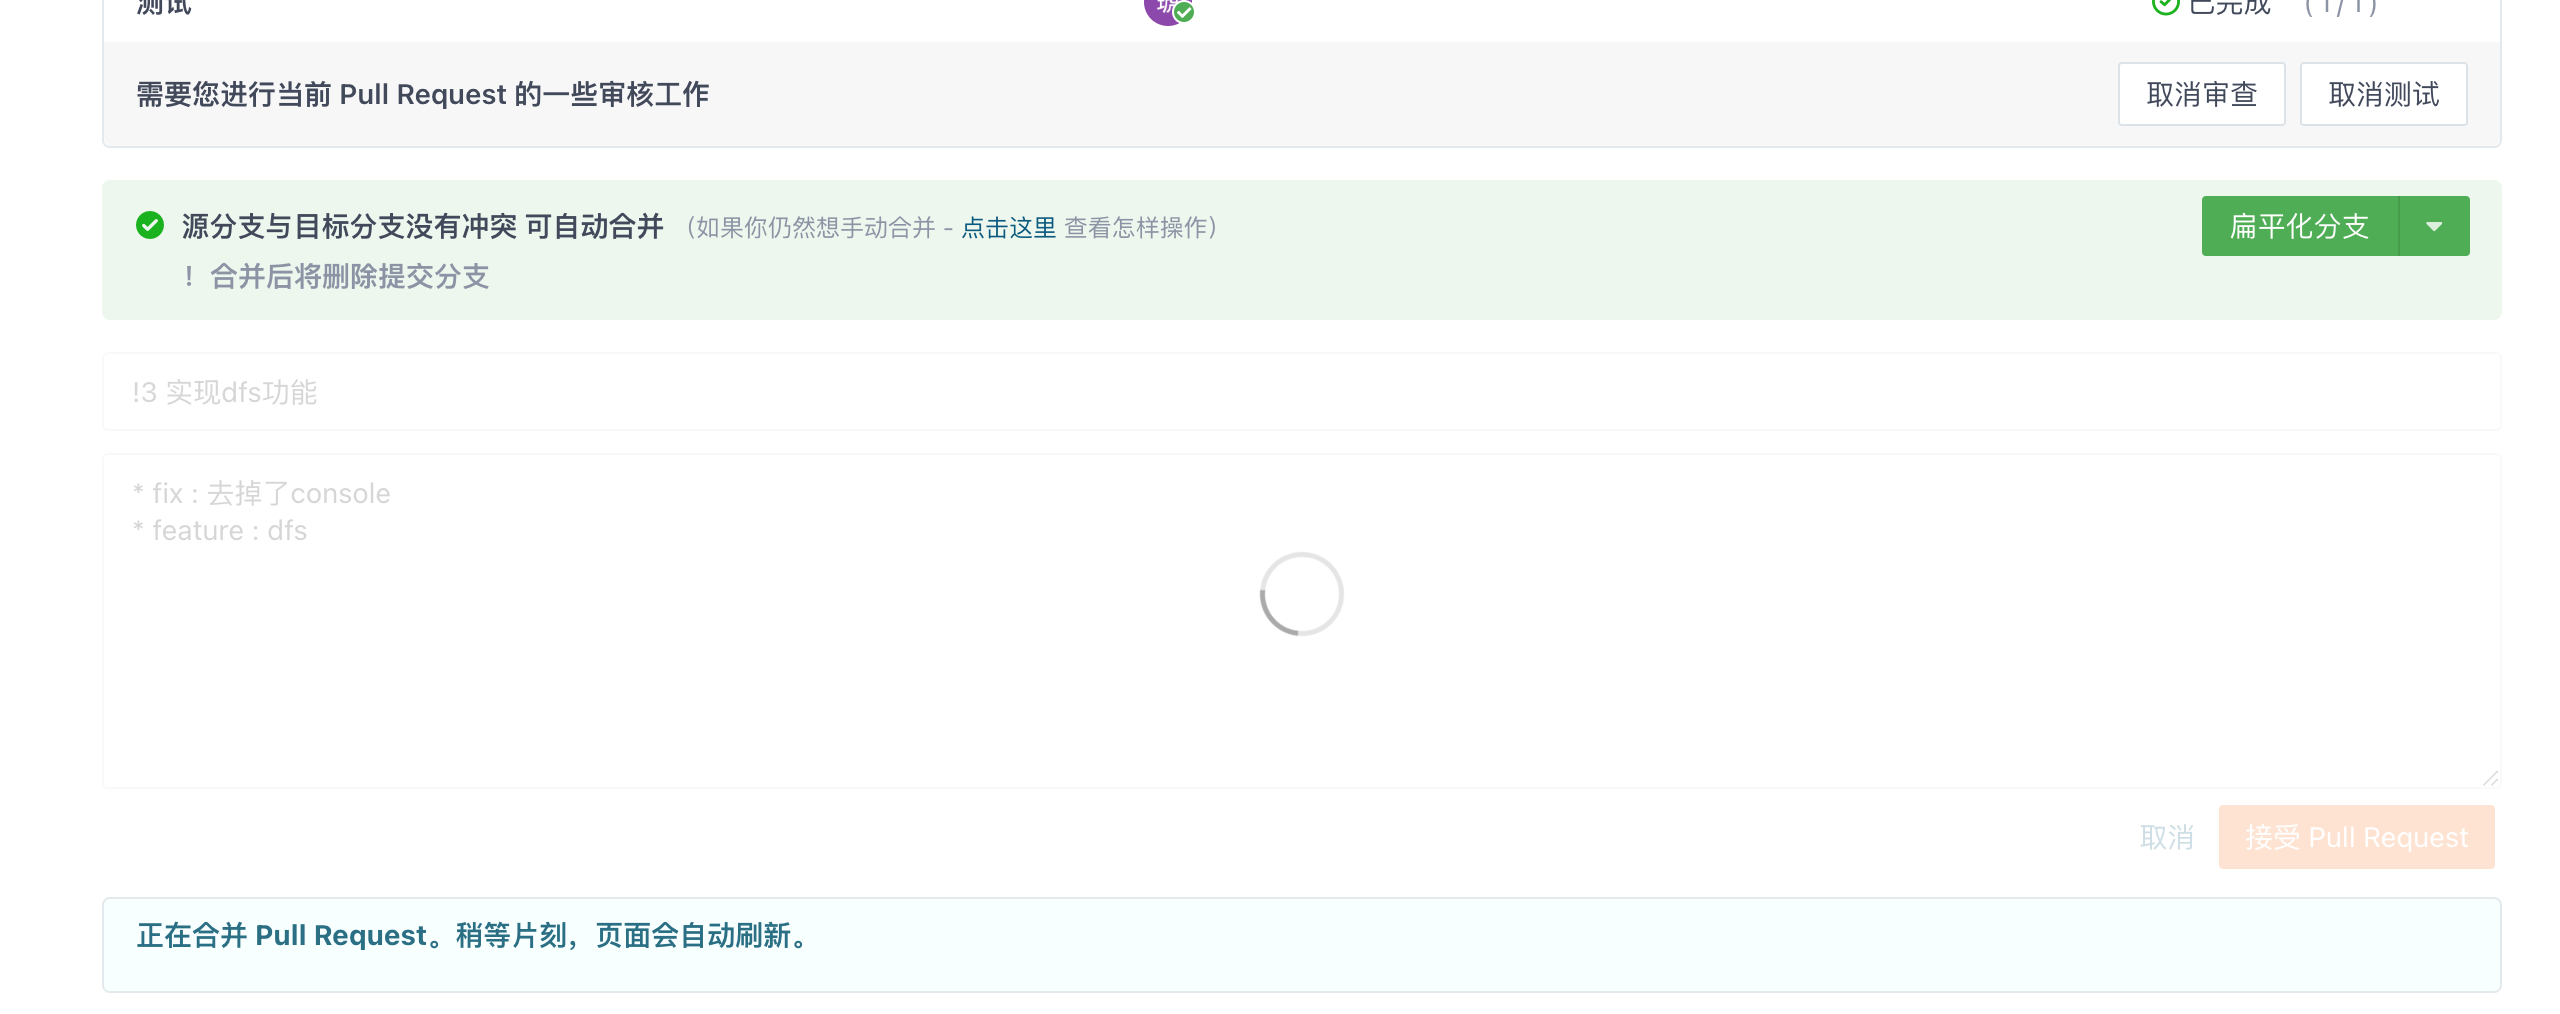 测试
已完成 (1/1)
需要您进行当前 Pull Request 的一些审核工作
取消审查
取消测试
源分支与目标分支没有冲突 可自动合并 （如果你仍然想手动合并 - 点击这里 查看怎样操作）
扁平化分支
！合并后将删除提交分支
!3 实现dfs功能
* fix : 去掉了console
* feature : dfs
取消
接受 Pull Request
正在合并 Pull Request。稍等片刻，页面会自动刷新。